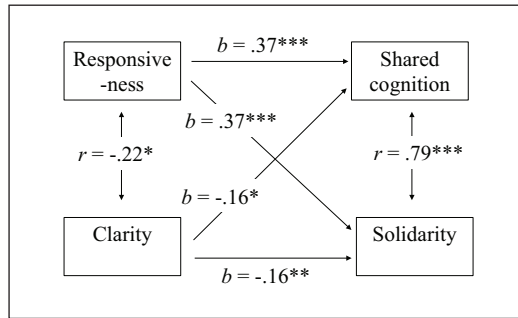 Responsive
-ness
b = .37***
Shared
cognition
b = .37***
r = -.22*
r = .79***
b = -.16*
Clarity
Solidarity
b = -.16**